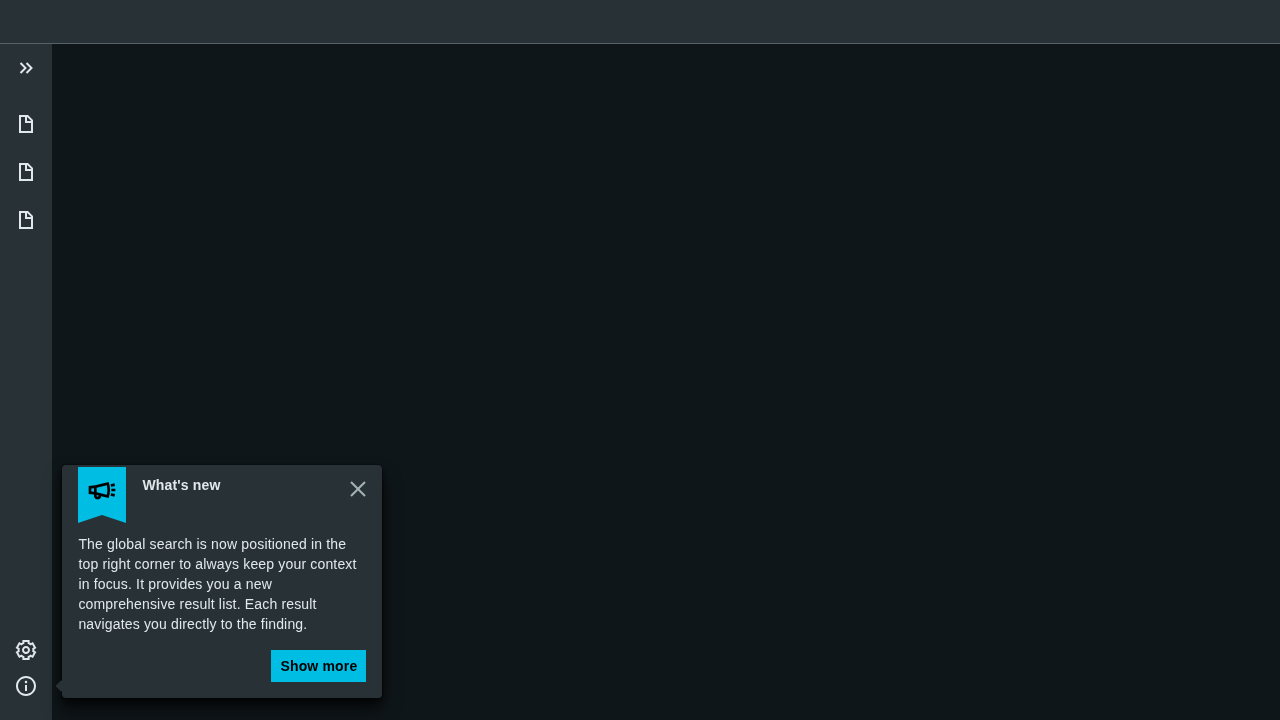 What's new
The global search is now positioned in the
top right corner to always keep your context
in focus. It provides you a new
comprehensive result list. Each result
navigates you directly to the finding.
Show more